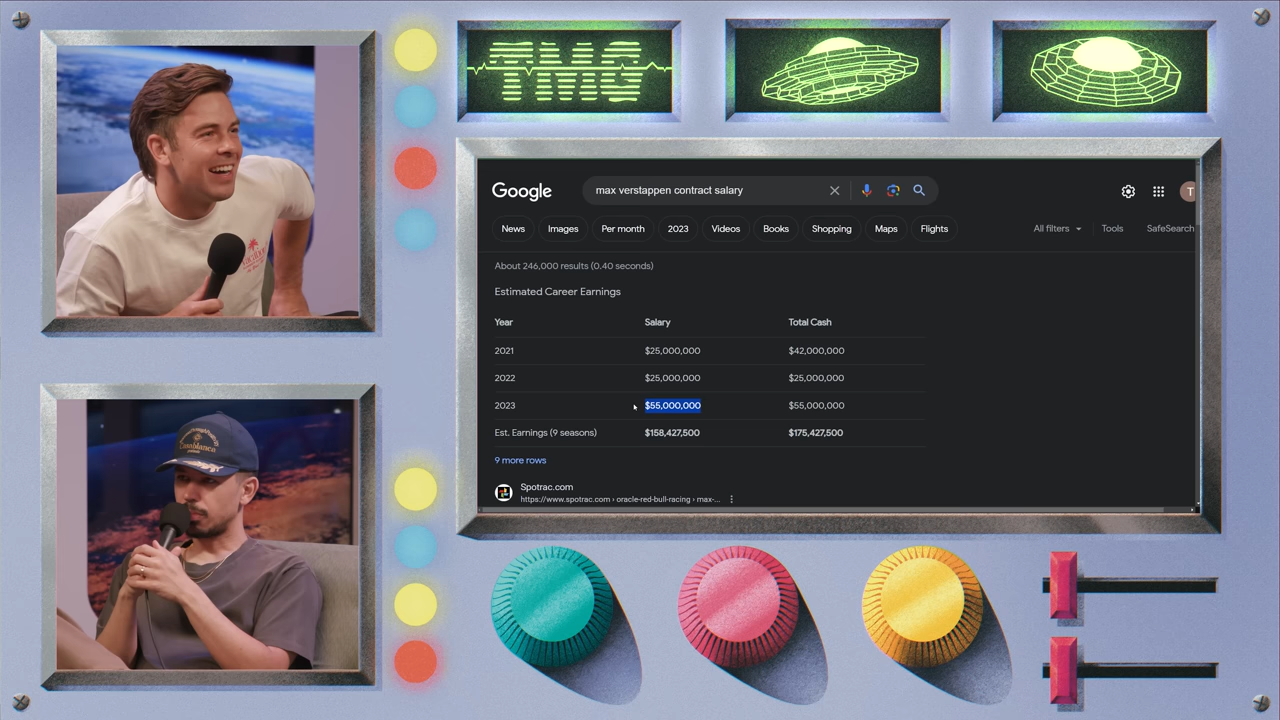 TMG
Google
max verstappen contract salary
T
News
Images
Per month
2023
Videos
Books
Shopping
Maps
Flights
All filters
Tools
SafeSearch
About 246,000 results (0.40 seconds)
Estimated Career Earnings
Year Salary Total Cash
2021 $25,000,000 $42,000,000
2022 $25,000,000 $25,000,000
2023 $55,000,000 $55,000,000
Est. Earnings (9 seasons) $158,427,500 $175,427,500
9 more rows
Spotrac.com
https://www.spotrac.com › oracle-red-bull-racing › max-...
Casablanca